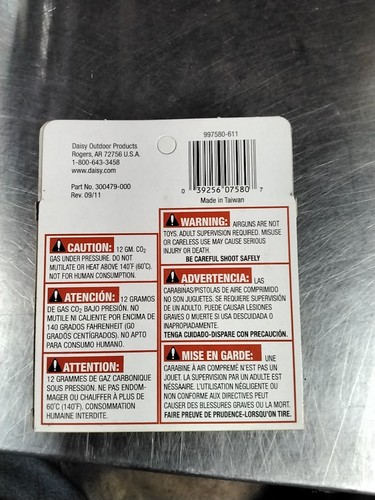 Daisy Outdoor Products
Rogers, AR 72756 U.S.A.
1-800-643-3458
www.daisy.com
Part No. 300479-000
Rev. 09/11
997580-611
0 39256 07580 7
Made in Taiwan
CAUTION: 12 GM. CO2
GAS UNDER PRESSURE. DO NOT
MUTILATE OR HEAT ABOVE 140°F (60°C).
NOT FOR HUMAN CONSUMPTION.
ATENCIÓN: 12 GRAMOS
DE GAS CO2 BAJO PRESIÓN. NO
MUTILE NI CALIENTE POR ENCIMA DE
140 GRADOS FAHRENHEIT (60
GRADOS CENTÍGRADOS). NO APTO
PARA CONSUMO HUMANO.
ATTENTION:
12 GRAMMES DE GAZ CARBONIQUE
SOUS PRESSION. NE PAS ENDOM-
MAGER OU CHAUFFER À PLUS DE
60°C (140°F). CONSOMMATION
HUMAINE INTERDITE.
WARNING: AIRGUNS ARE NOT
TOYS. ADULT SUPERVISION REQUIRED. MISUSE
OR CARELESS USE MAY CAUSE SERIOUS
INJURY OR DEATH.
BE CAREFUL SHOOT SAFELY
ADVERTENCIA: LAS
CARABINAS/PISTOLAS DE AIRE COMPRIMIDO
NO SON JUGUETES. SE REQUIERE SUPERVISIÓN
DE UN ADULTO. PUEDE CAUSAR LESIONES
GRAVES O MUERTE SI USA DESCUIDADA O
INAPROPIADAMENTE.
TENGA CUIDADO-DISPARE CON PRECAUCIÓN.
MISE EN GARDE: UNE
CARABINE À AIR COMPRIMÉ N'EST PAS UN
JOUET. LA SUPERVISION PAR UN ADULTE EST
NÉSSAIRE. L'UTILISATION NÉGLIGENTE OU
NON CONFORME AUX DIRECTIVES PEUT
CAUSER DES BLESSURES GRAVES OU LA MORT.
FAIRE PREUVE DE PRUDENCE-LORSQU'ON TIRE.